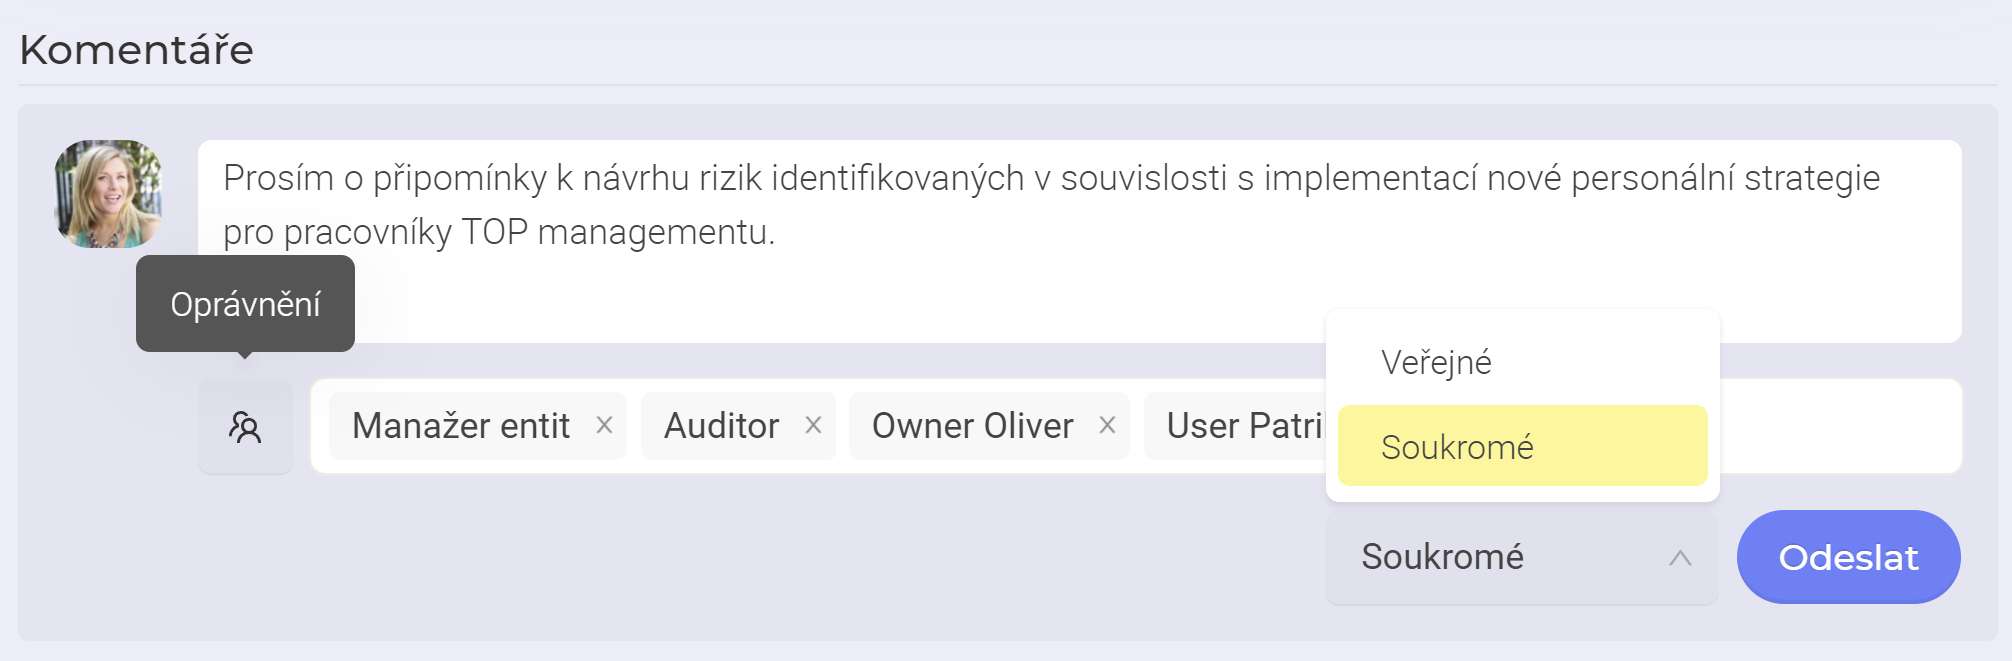 Komentáře
Prosím o připomínky k návrhu rizik identifikovaných v souvislosti s implementací nové personální strategie
pro pracovníky TOP managementu.
Oprávnění
Veřejné
Manažer entit × Auditor × Owner Oliver × User
Soukromé
Soukromé
Odeslat